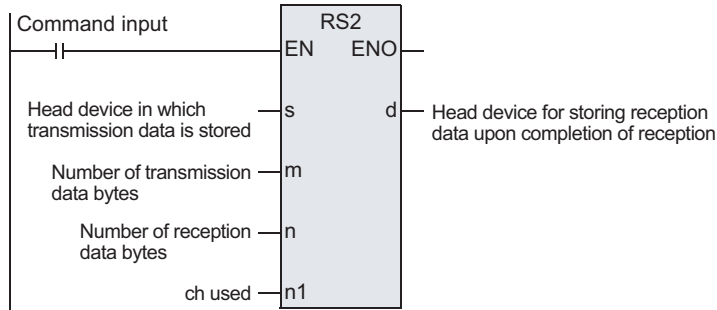 Command input
RS2
EN ENO
Head device in which
transmission data is stored
s d
Head device for storing reception
data upon completion of reception
Number of transmission
data bytes
m
Number of reception
data bytes
n
ch used
n1